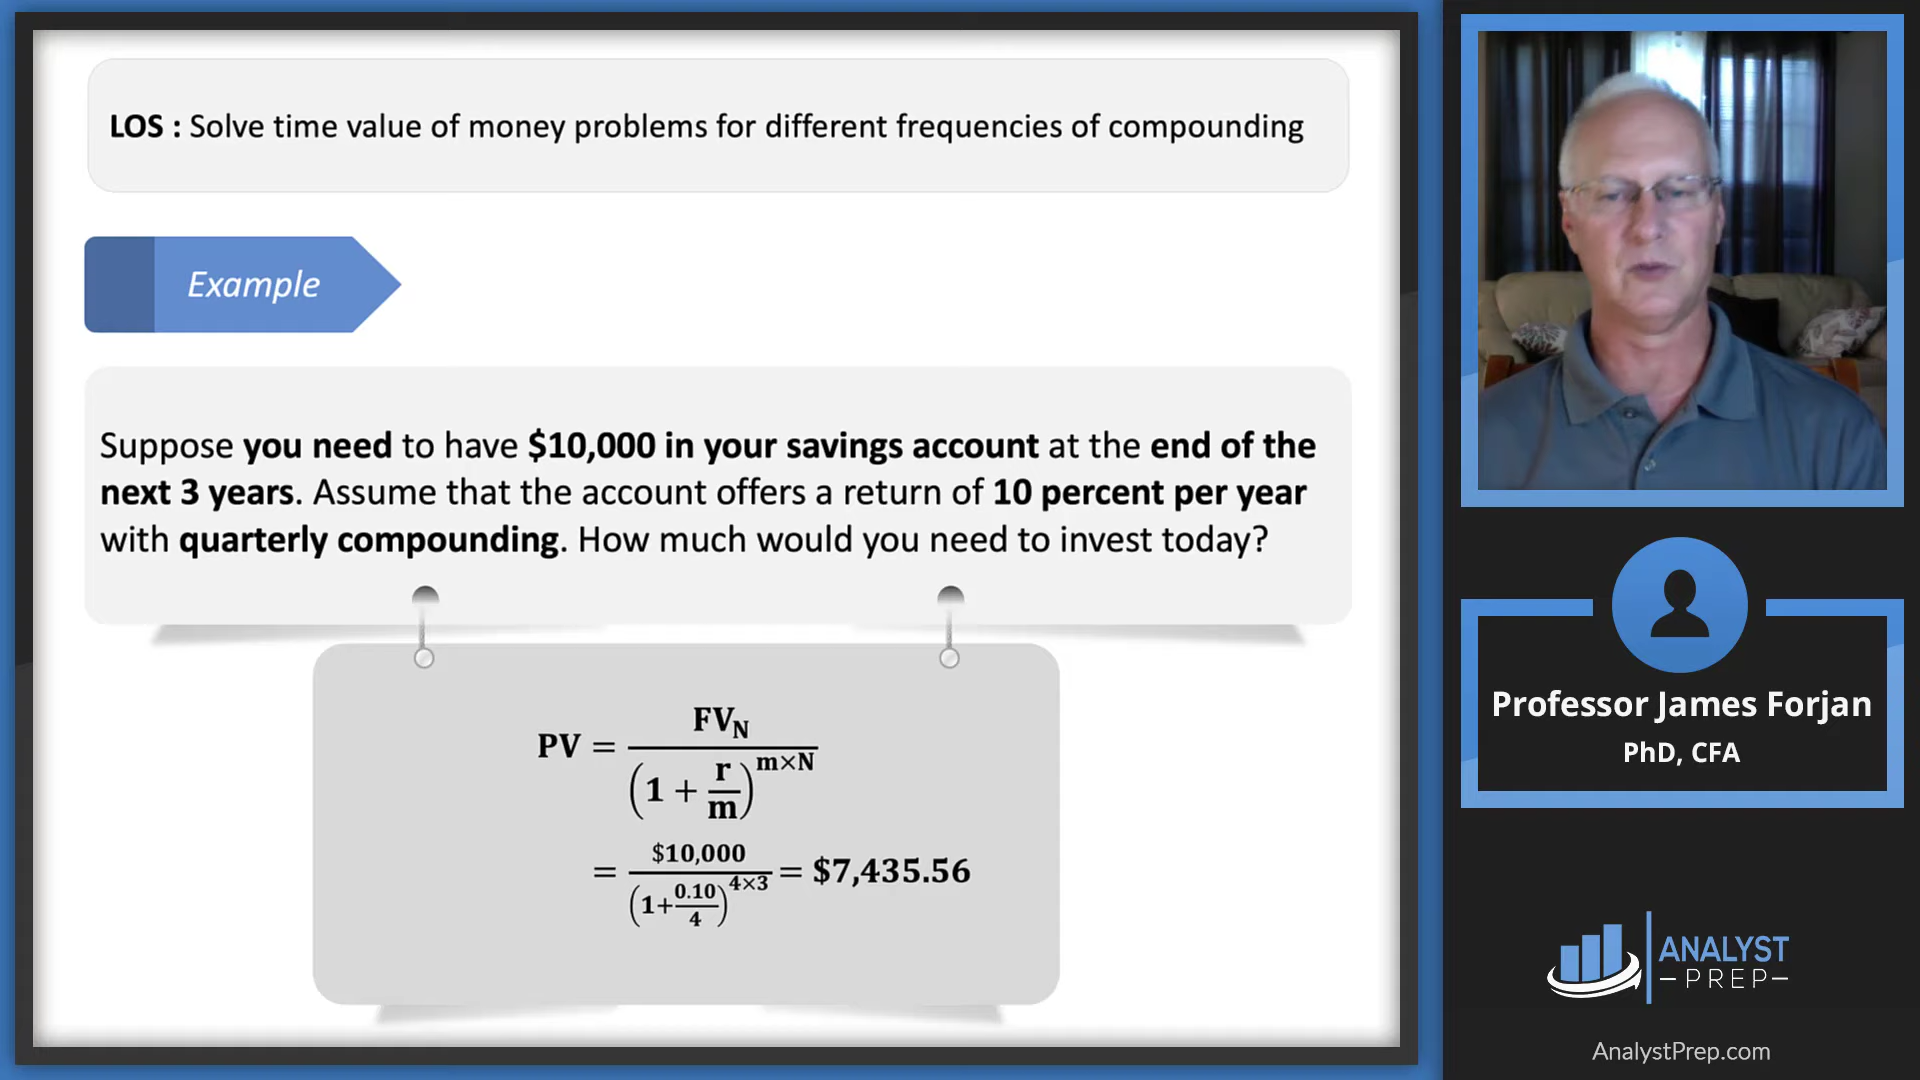 LOS : Solve time value of money problems for different frequencies of compounding
Example
Suppose you need to have $10,000 in your savings account at the end of the
next 3 years. Assume that the account offers a return of 10 percent per year
with quarterly compounding. How much would you need to invest today?
PV = FV_N / (1 + r/m)^(m×N)
= $10,000 / (1+0.10/4)^(4×3) = $7,435.56
Professor James Forjan
PhD, CFA
ANALYST
PREP
AnalystPrep.com